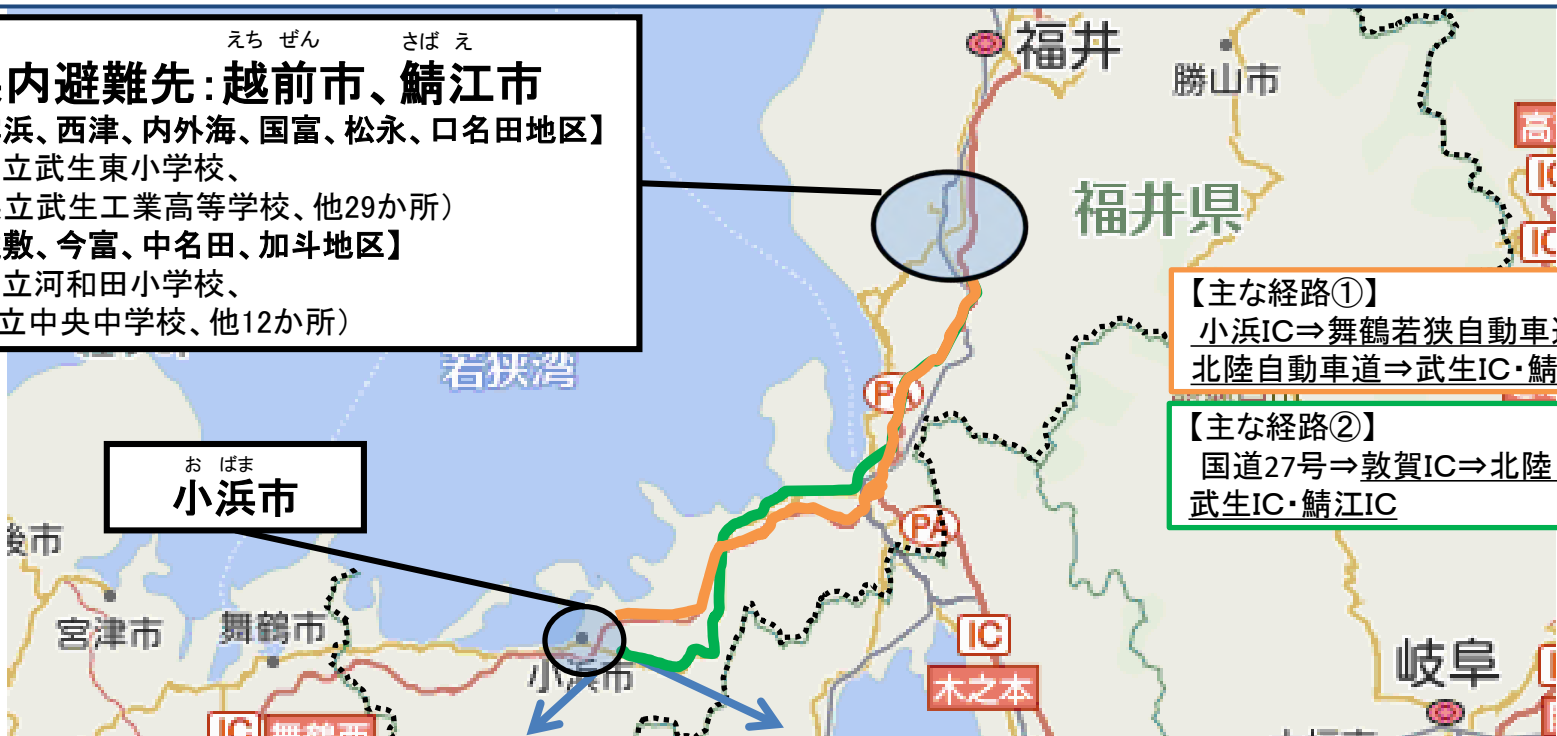 えち ぜん さば え
内避難先:越前市、鯖江市
浜、西津、内外海、国富、松永、口名田地区】
立武生東小学校、
立武生工業高等学校、他29か所）
敷、今富、中名田、加斗地区】
立河和田小学校、
立中央中学校、他12か所）
福井
勝山市
福井県
高
IC
IC
【主な経路①】
小浜IC⇒舞鶴若狭自動車
北陸自動車道⇒武生IC・鯖
若狭湾
PA
【主な経路②】
国道27号⇒敦賀IC⇒北陸
武生IC・鯖江IC
お ばま
小浜市
PA
後市
宮津市
舞鶴市
小浜市
IC
木之本
岐阜
IC
舞鶴西